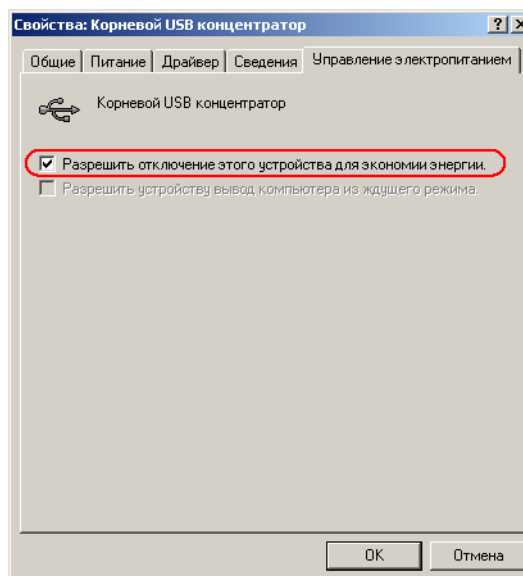 Свойства: Корневой USB концентратор
Общие Питание Драйвер Сведения Управление электропитанием
Корневой USB концентратор
Разрешить отключение этого устройства для экономии энергии.
Разрешить устройству вывод компьютера из ждущего режима.
OK Отмена